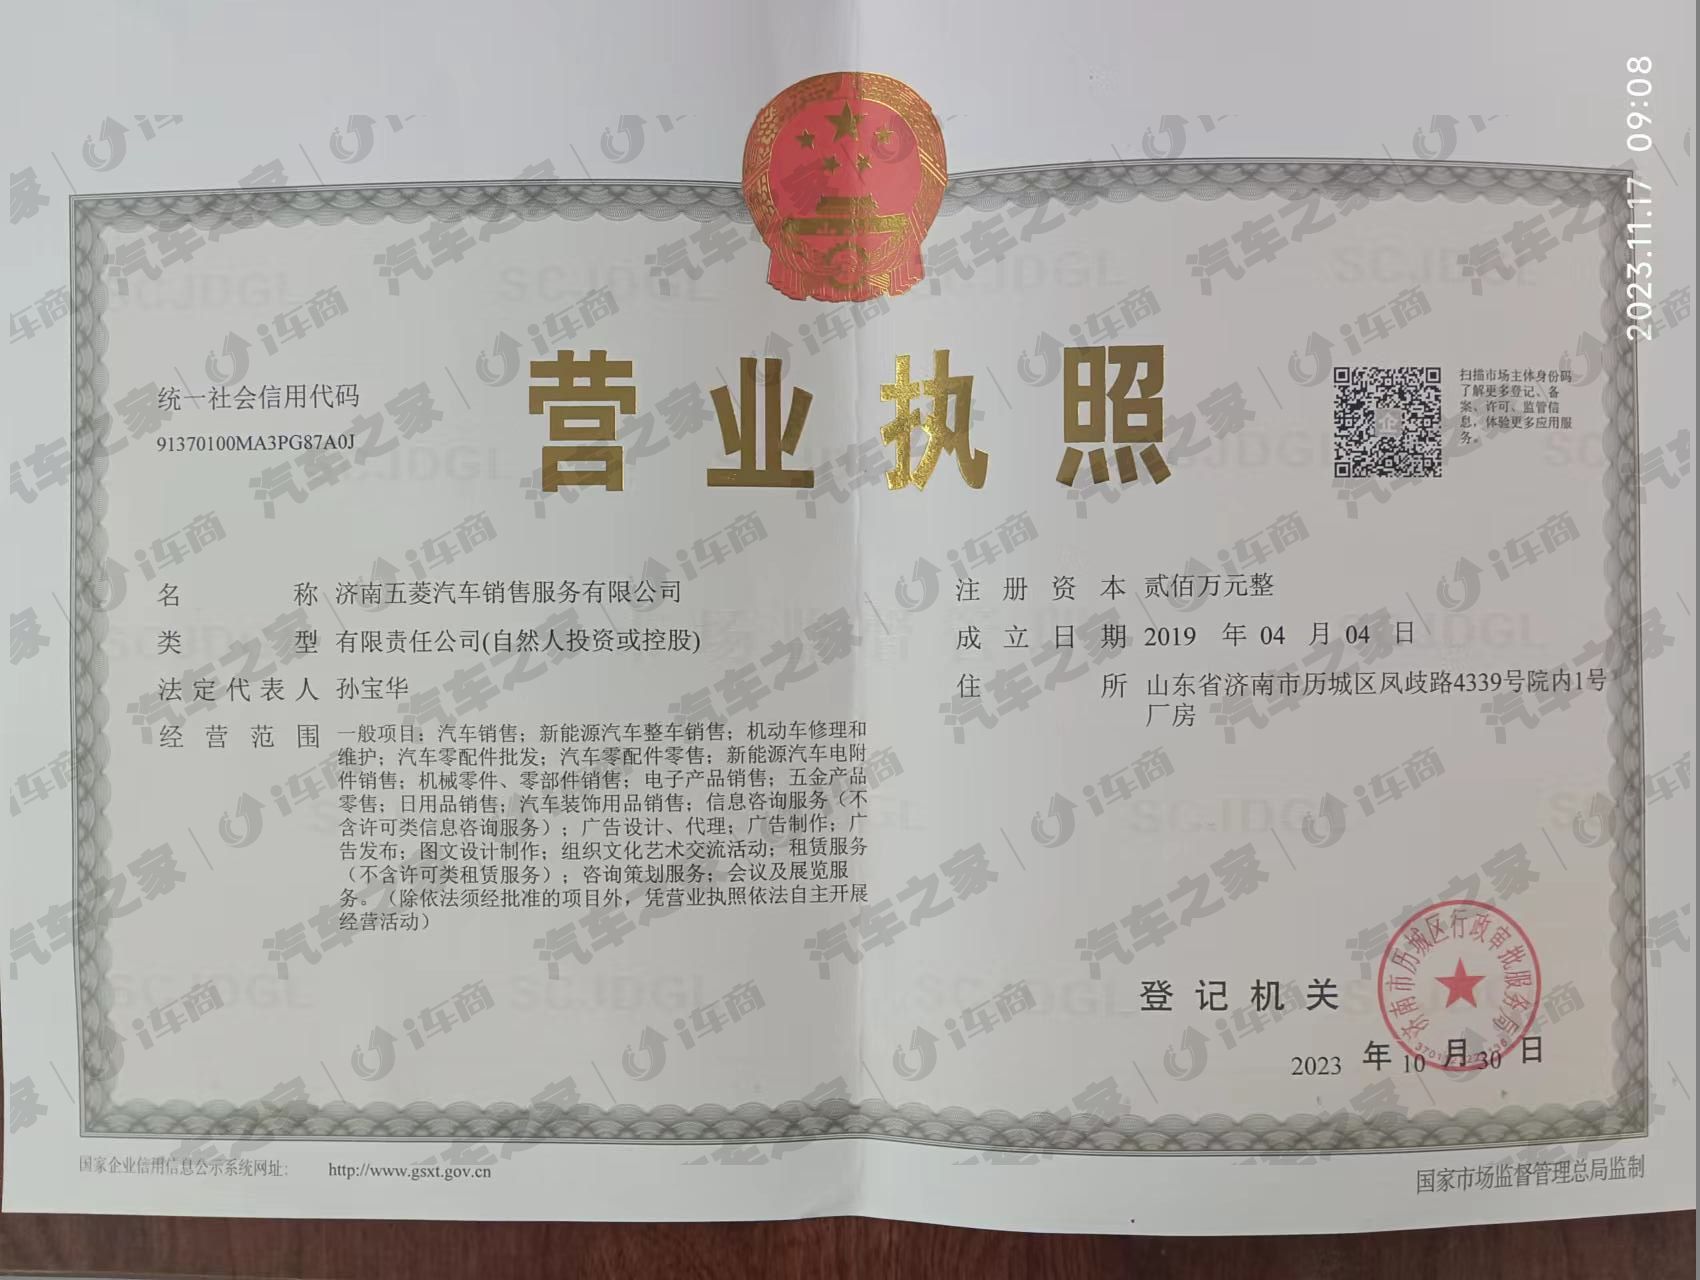 2023.11.17 09:08
营业执照
统一社会信用代码
91370100MA3PG87A0J
扫描市场主体身份码
了解更多登记、备
案、许可、监管信
息，体验更多应用服
务。
名称 济南五菱汽车销售服务有限公司
类型 有限责任公司(自然人投资或控股)
法定代表人 孙宝华
经营范围 一般项目：汽车销售；新能源汽车整车销售；机动车修理和
维护；汽车零配件批发；汽车零配件零售；新能源汽车电附
件销售；机械零件、零部件销售；电子产品销售；五金产品
零售；日用品销售；汽车装饰用品销售；信息咨询服务（不
含许可类信息咨询服务）；广告设计、代理；广告制作；广
告发布；图文设计制作；组织文化艺术交流活动；租赁服务
（不含许可类租赁服务）；咨询策划服务；会议及展览服
务。（除依法须经批准的项目外，凭营业执照依法自主开展
经营活动）
注册资本 贰佰万元整
成立日期 2019 年 04 月 04 日
住所 山东省济南市历城区凤歧路4339号院内1号
厂房
登记机关
济南市历城区行政审批服务局
2023 年 10 月 30 日
国家企业信用信息公示系统网址： http://www.gsxt.gov.cn
国家市场监督管理总局监制
汽车之家 | i车商
SCJDGL